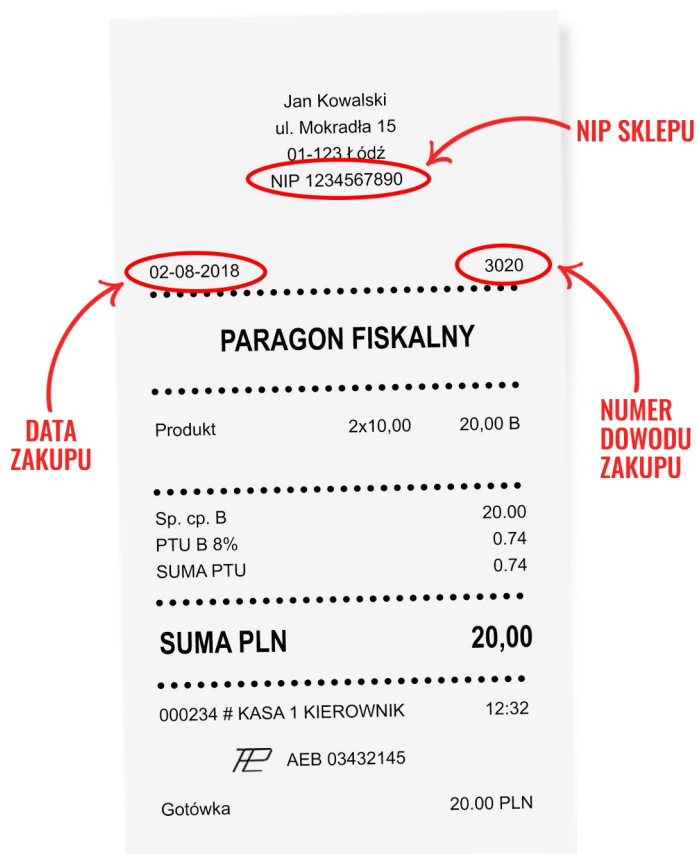 Jan Kowalski
ul. Mokradła 15
01-123 Łódź
NIP 1234567890
NIP SKLEPU
02-08-2018 3020
PARAGON FISKALNY
DATA
ZAKUPU
NUMER
DOWODU
ZAKUPU
Produkt 2x10,00 20,00 B
Sp. cp. B 20.00
PTU B 8% 0.74
SUMA PTU 0.74
SUMA PLN 20,00
000234 # KASA 1 KIEROWNIK 12:32
AEB 03432145
Gotówka 20.00 PLN